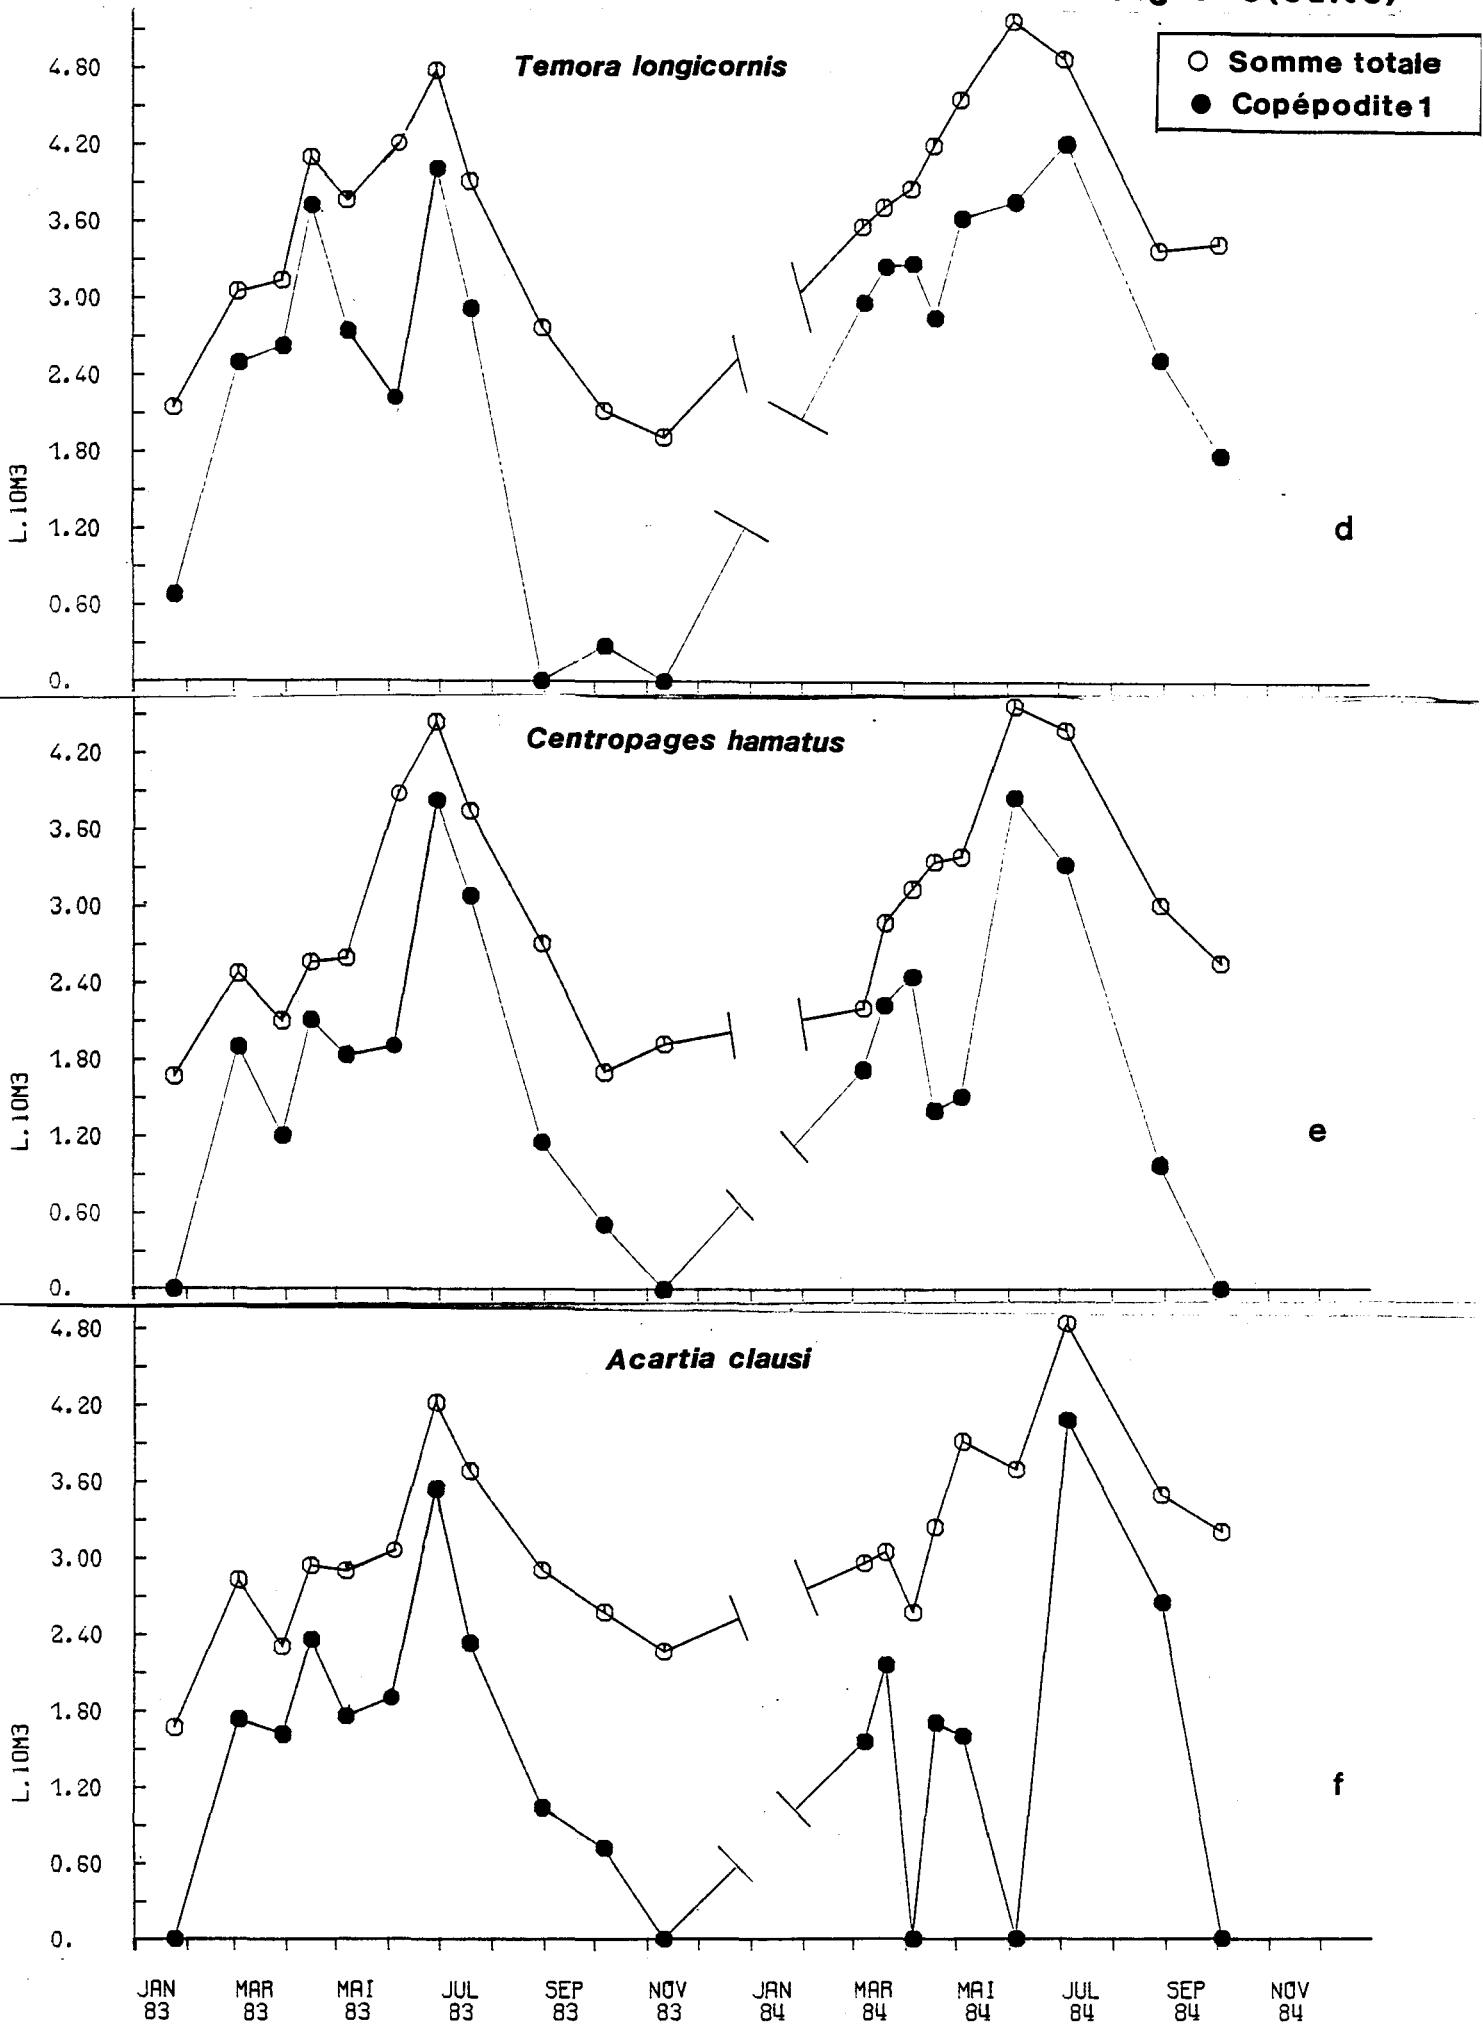 Somme totale
Copépodite 1
Temora longicornis
4.80
4.20
3.60
3.00
2.40
1.80
1.20
0.60
0.
L.10M3
d
Centropages hamatus
4.20
3.60
3.00
2.40
1.80
1.20
0.60
0.
L.10M3
e
Acartia clausi
4.80
4.20
3.60
3.00
2.40
1.80
1.20
0.60
0.
L.10M3
f
JAN MAR MAI JUL SEP NOV JAN MAR MAI JUL SEP NOV
83 83 83 83 83 83 84 84 84 84 84 84